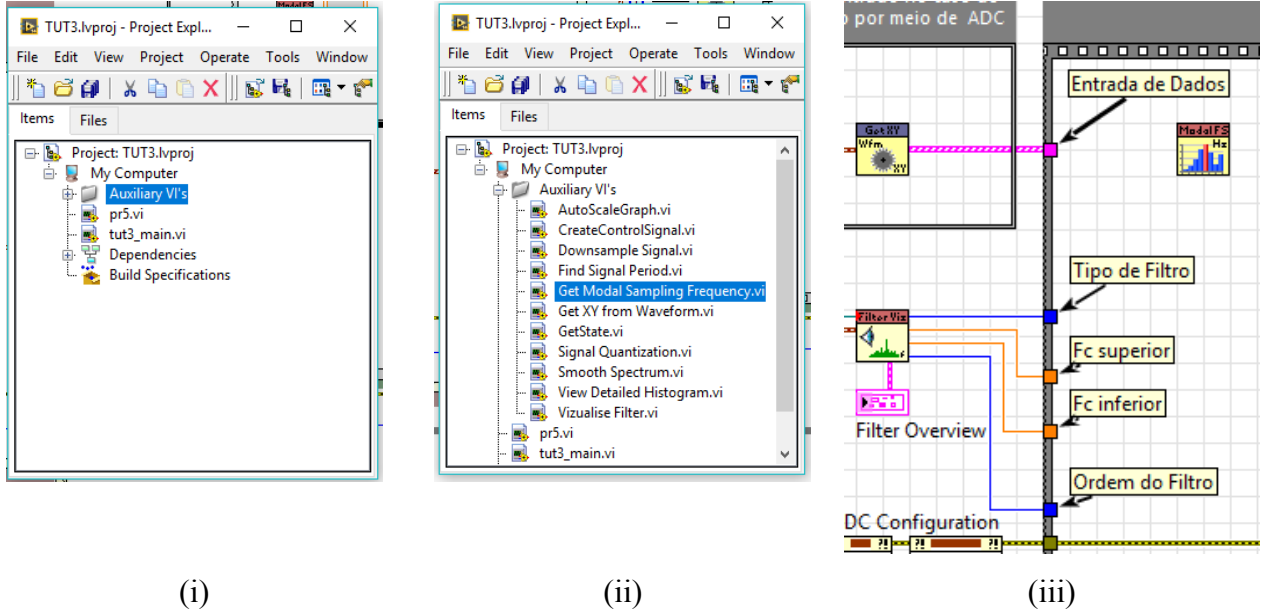 TUT3.lvproj - Project Expl...
File Edit View Project Operate Tools Window
Items Files
Project: TUT3.lvproj
My Computer
Auxiliary VI's
pr5.vi
tut3_main.vi
Dependencies
Build Specifications
(i)
TUT3.lvproj - Project Expl...
File Edit View Project Operate Tools Window
Items Files
Project: TUT3.lvproj
My Computer
Auxiliary VI's
AutoScaleGraph.vi
CreateControlSignal.vi
Downsample Signal.vi
Find Signal Period.vi
Get Modal Sampling Frequency.vi
Get XY from Waveform.vi
GetState.vi
Signal Quantization.vi
Smooth Spectrum.vi
View Detailed Histogram.vi
Vizualise Filter.vi
pr5.vi
tut3_main.vi
(ii)
por meio de ADC
Entrada de Dados
Get XY
Wfm
XY
Modal FS
Hz
Tipo de Filtro
Filter Viz
Fc superior
Fc inferior
Filter Overview
Ordem do Filtro
DC Configuration
(iii)